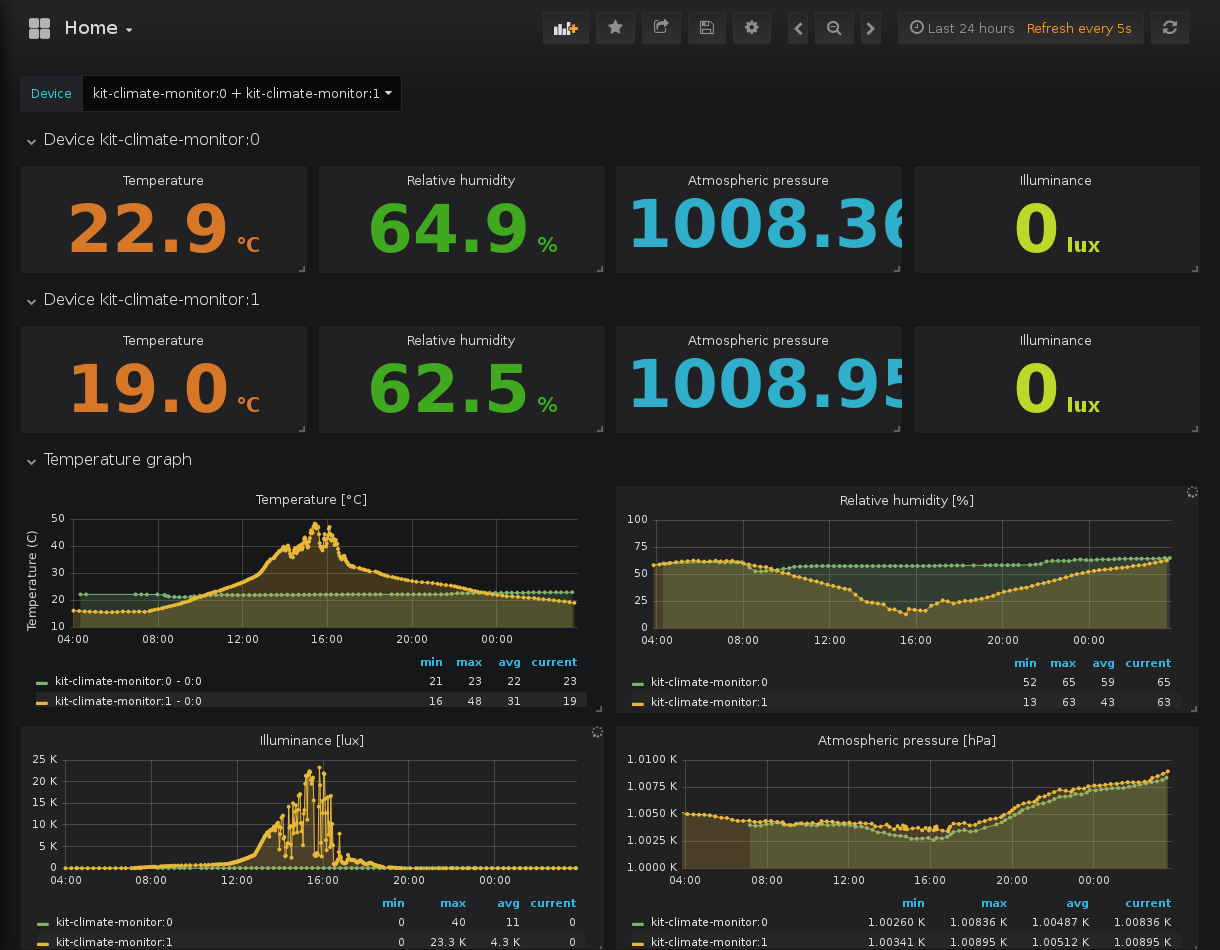 Home
Last 24 hours Refresh every 5s
Device kit-climate-monitor:0 + kit-climate-monitor:1
Device kit-climate-monitor:0
Temperature Relative humidity Atmospheric pressure Illuminance
22.9 °C 64.9 % 1008.36 0 lux
Device kit-climate-monitor:1
Temperature Relative humidity Atmospheric pressure Illuminance
19.0 °C 62.5 % 1008.95 0 lux
Temperature graph
Temperature [°C]
Temperature (C)
50
40
30
20
10
04:00 08:00 12:00 16:00 20:00 00:00
min max avg current
kit-climate-monitor:0 - 0:0 21 23 22 23
kit-climate-monitor:1 - 0:0 16 48 31 19
Relative humidity [%]
100
75
50
25
0
04:00 08:00 12:00 16:00 20:00 00:00
min max avg current
kit-climate-monitor:0 52 65 59 65
kit-climate-monitor:1 13 63 43 63
Illuminance [lux]
25 K
20 K
15 K
10 K
5 K
0
04:00 08:00 12:00 16:00 20:00 00:00
min max avg current
kit-climate-monitor:0 0 40 11 0
kit-climate-monitor:1 0 23.3 K 4.3 K 0
Atmospheric pressure [hPa]
1.0100 K
1.0075 K
1.0050 K
1.0025 K
1.0000 K
04:00 08:00 12:00 16:00 20:00 00:00
min max avg current
kit-climate-monitor:0 1.00260 K 1.00836 K 1.00487 K 1.00836 K
kit-climate-monitor:1 1.00341 K 1.00895 K 1.00512 K 1.00895 K